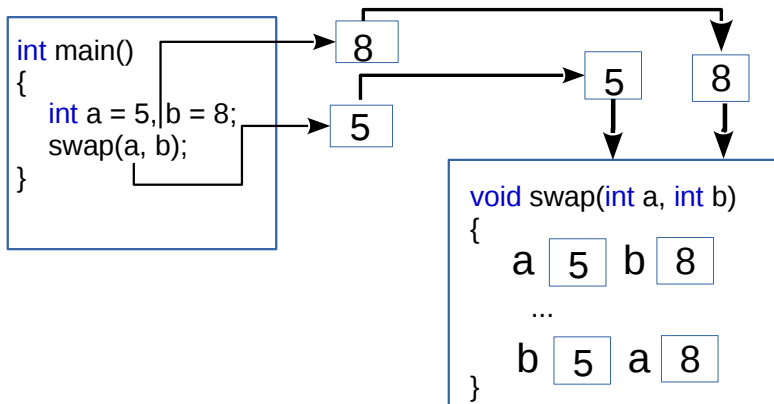 int main()
{
int a = 5, b = 8;
swap(a, b);
}
8
5
5
8
void swap(int a, int b)
{
a 5 b 8
...
b 5 a 8
}